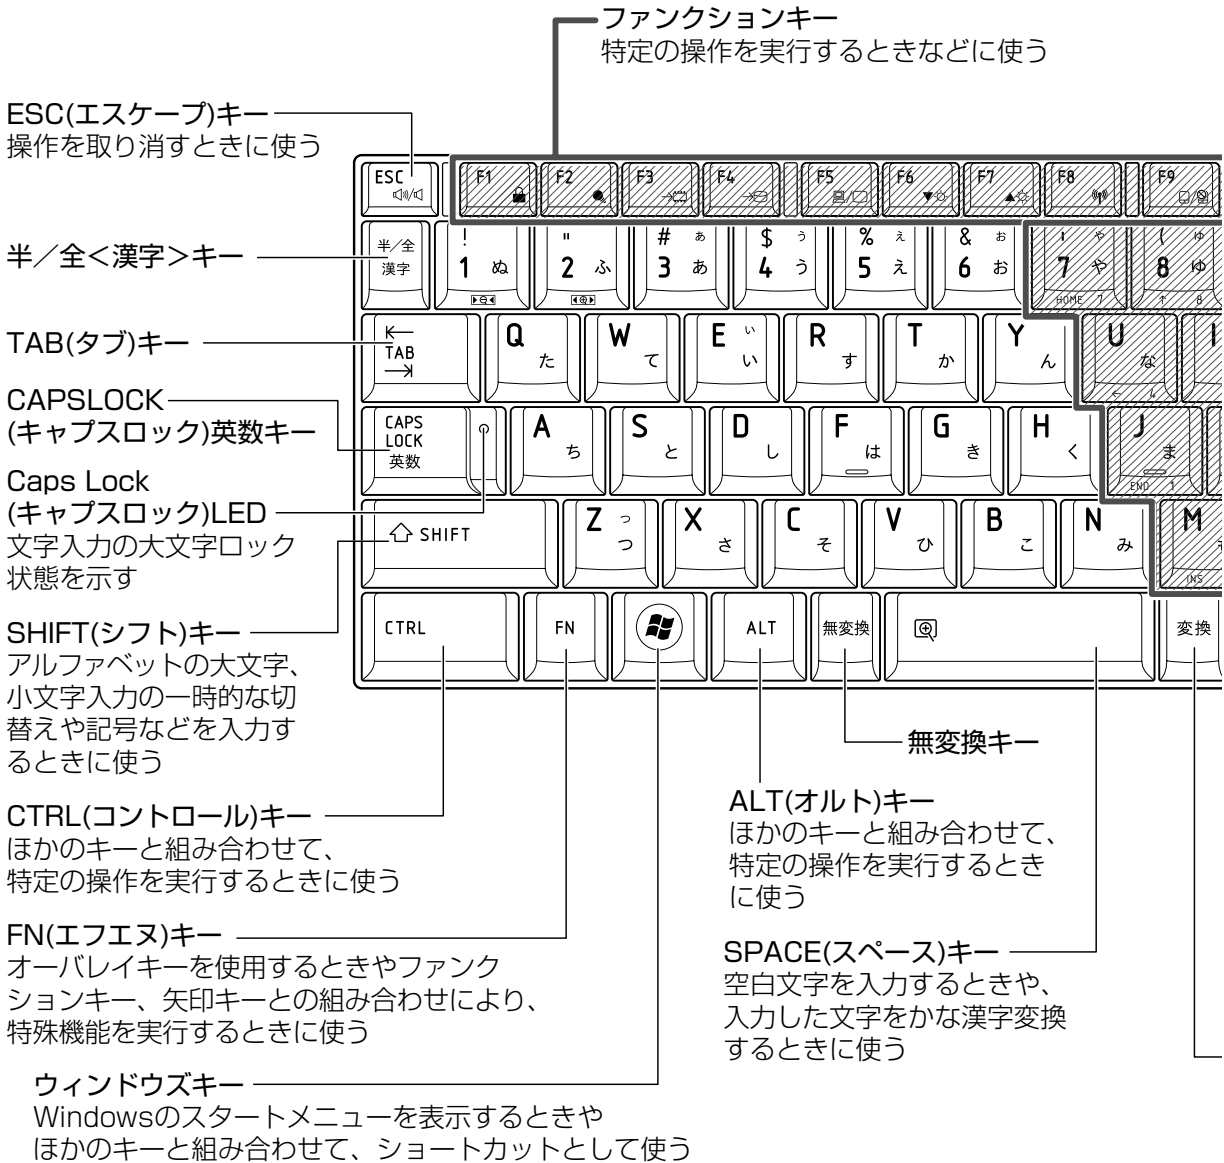 ファンクションキー
特定の操作を実行するときなどに使う
ESC(エスケープ)キー
操作を取り消すときに使う
ESC F1 F2 F3 F4 F5 F6 F7 F8 F9
半／全＜漢字＞キー
半／全 ! " # ぁ $ ぅ % ぇ & ぉ ' ゃ ( ゅ
漢字 1 ぬ 2 ふ 3 あ 4 う 5 え 6 お 7 や 8 ゆ
HOME 7 ↑ 8
TAB(タブ)キー
TAB Q た W て E ぃ い R す T か Y ん U な I
← 4
CAPSLOCK
(キャプスロック)英数キー
CAPS
LOCK
英数
A ち S と D し F は G き H く J ま
END 1
Caps Lock
(キャプスロック)LED
文字入力の大文字ロック
状態を示す
SHIFT Z っ つ X さ C そ V ひ B こ N み M
INS
SHIFT(シフト)キー
アルファベットの大文字、
小文字入力の一時的な切
替えや記号などを入力す
るときに使う
CTRL FN ALT 無変換 変換
無変換キー
CTRL(コントロール)キー
ほかのキーと組み合わせて、
特定の操作を実行するときに使う
ALT(オルト)キー
ほかのキーと組み合わせて、
特定の操作を実行するとき
に使う
FN(エフエヌ)キー
オーバレイキーを使用するときやファンク
ションキー、矢印キーとの組み合わせにより、
特殊機能を実行するときに使う
SPACE(スペース)キー
空白文字を入力するときや、
入力した文字をかな漢字変換
するときに使う
ウィンドウズキー
Windowsのスタートメニューを表示するときや
ほかのキーと組み合わせて、ショートカットとして使う